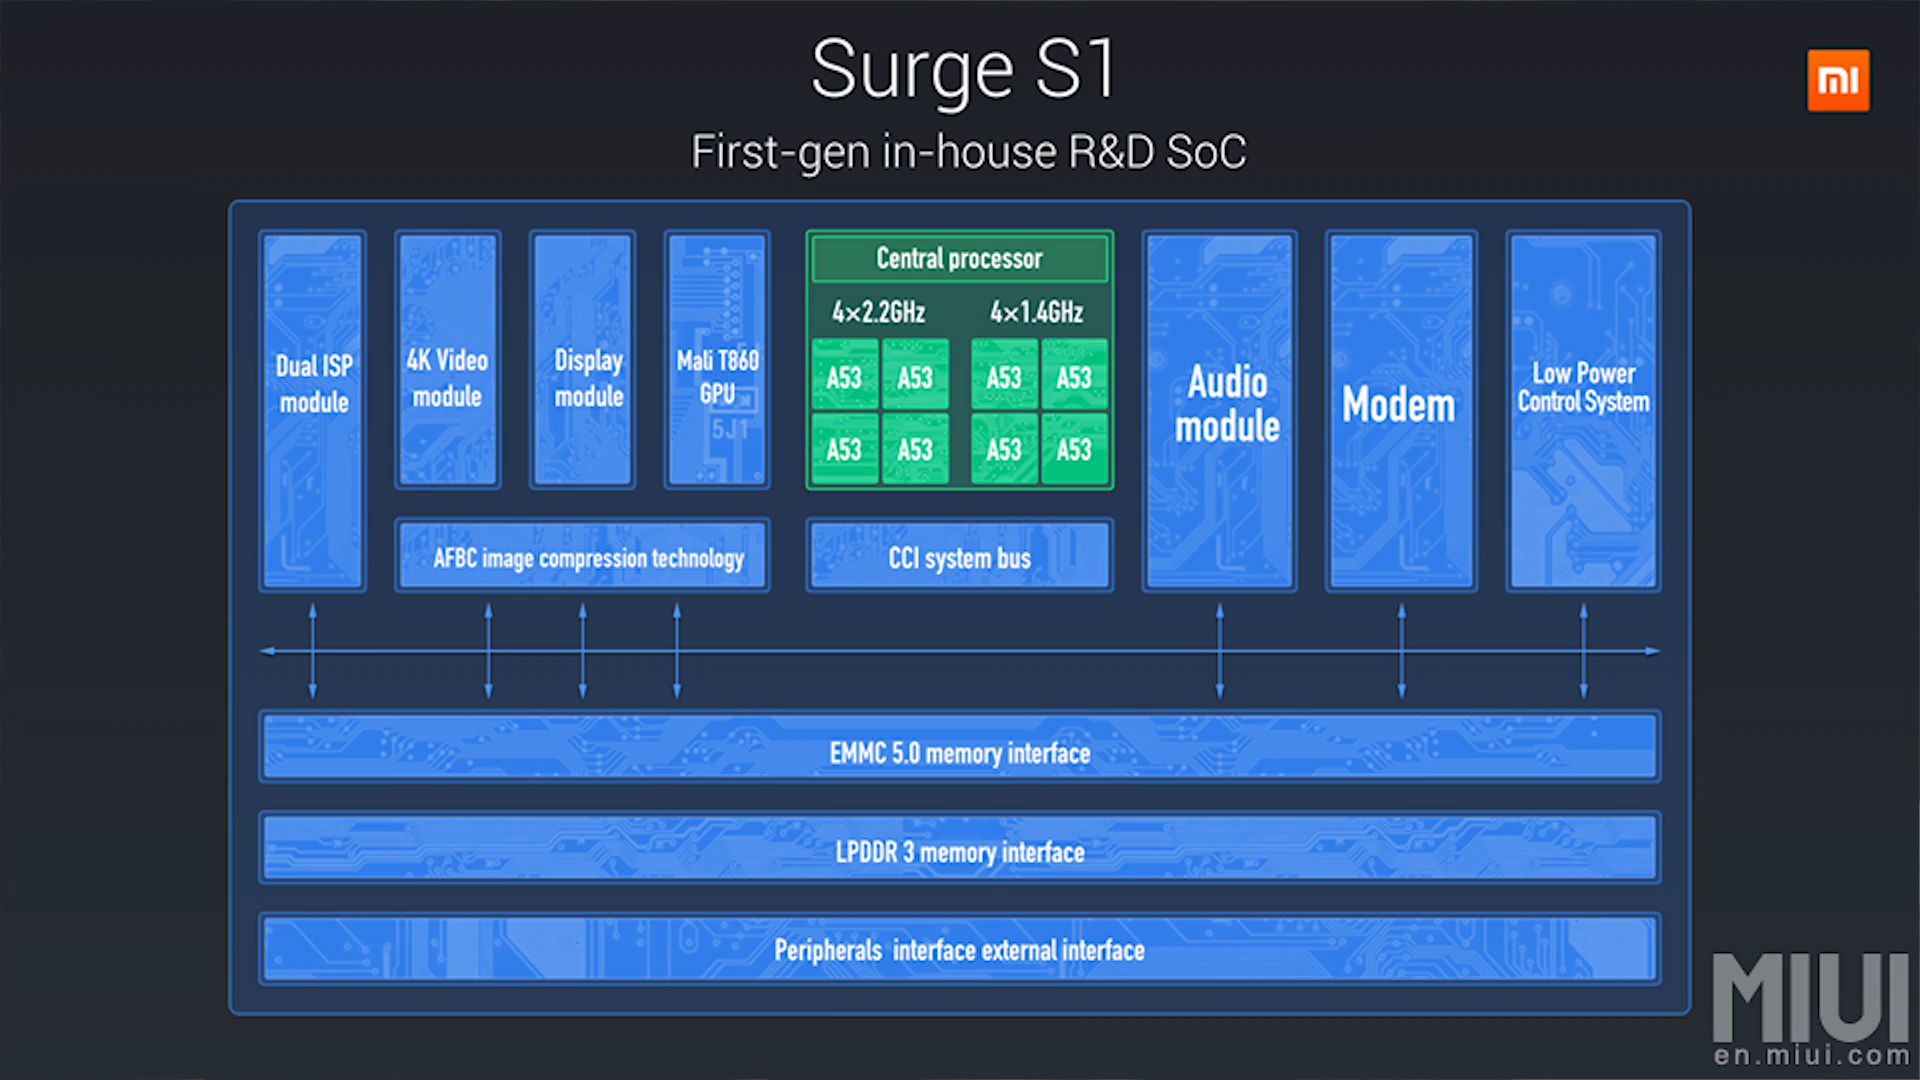 Surge S1
mi
First-gen in-house R&D SoC
Dual ISP
module
4K Video
module
Display
module
Mali T860
GPU
5J1
AFBC image compression technology
Central processor
4×2.2GHz 4×1.4GHz
A53 A53 A53 A53
A53 A53 A53 A53
CCI system bus
Audio
module
Modem
Low Power
Control System
EMMC 5.0 memory interface
LPDDR 3 memory interface
Peripherals interface external interface
MIUI
en.miui.com